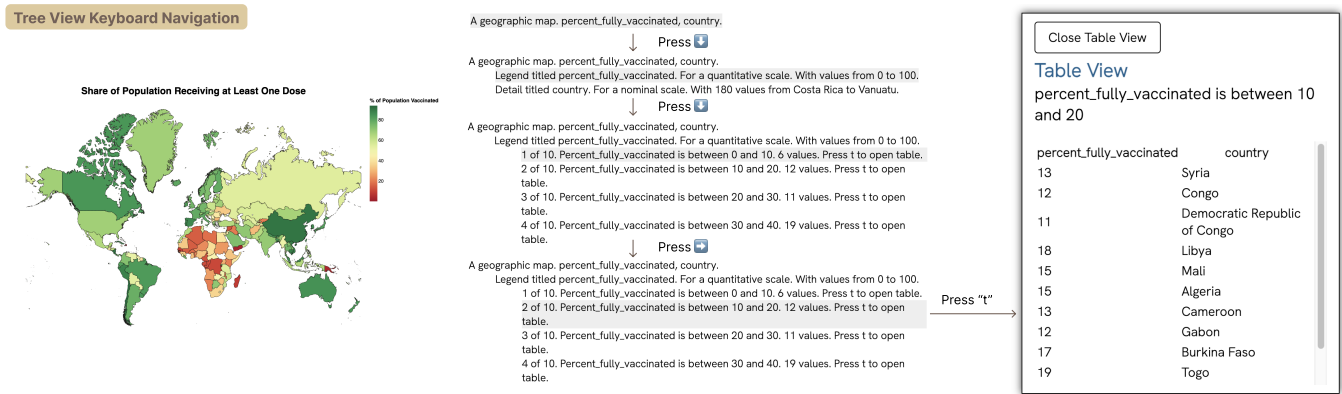 Tree View Keyboard Navigation
Share of Population Receiving at Least One Dose
% of Population Vaccinated
80
60
40
20
A geographic map. percent_fully_vaccinated, country.
Press ⬇
A geographic map. percent_fully_vaccinated, country.
Legend titled percent_fully_vaccinated. For a quantitative scale. With values from 0 to 100.
Detail titled country. For a nominal scale. With 180 values from Costa Rica to Vanuatu.
Press ⬇
A geographic map. percent_fully_vaccinated, country.
Legend titled percent_fully_vaccinated. For a quantitative scale. With values from 0 to 100.
1 of 10. Percent_fully_vaccinated is between 0 and 10. 6 values. Press t to open table.
2 of 10. Percent_fully_vaccinated is between 10 and 20. 12 values. Press t to open
table.
3 of 10. Percent_fully_vaccinated is between 20 and 30. 11 values. Press t to open
table.
4 of 10. Percent_fully_vaccinated is between 30 and 40. 19 values. Press t to open
table.
Press ➡
A geographic map. percent_fully_vaccinated, country.
Legend titled percent_fully_vaccinated. For a quantitative scale. With values from 0 to 100.
1 of 10. Percent_fully_vaccinated is between 0 and 10. 6 values. Press t to open table.
2 of 10. Percent_fully_vaccinated is between 10 and 20. 12 values. Press t to open
table.
3 of 10. Percent_fully_vaccinated is between 20 and 30. 11 values. Press t to open
table.
4 of 10. Percent_fully_vaccinated is between 30 and 40. 19 values. Press t to open
table.
Press “t”
Close Table View
Table View
percent_fully_vaccinated is between 10
and 20
percent_fully_vaccinated country
13 Syria
12 Congo
11 Democratic Republic
of Congo
18 Libya
15 Mali
15 Algeria
13 Cameroon
12 Gabon
17 Burkina Faso
19 Togo